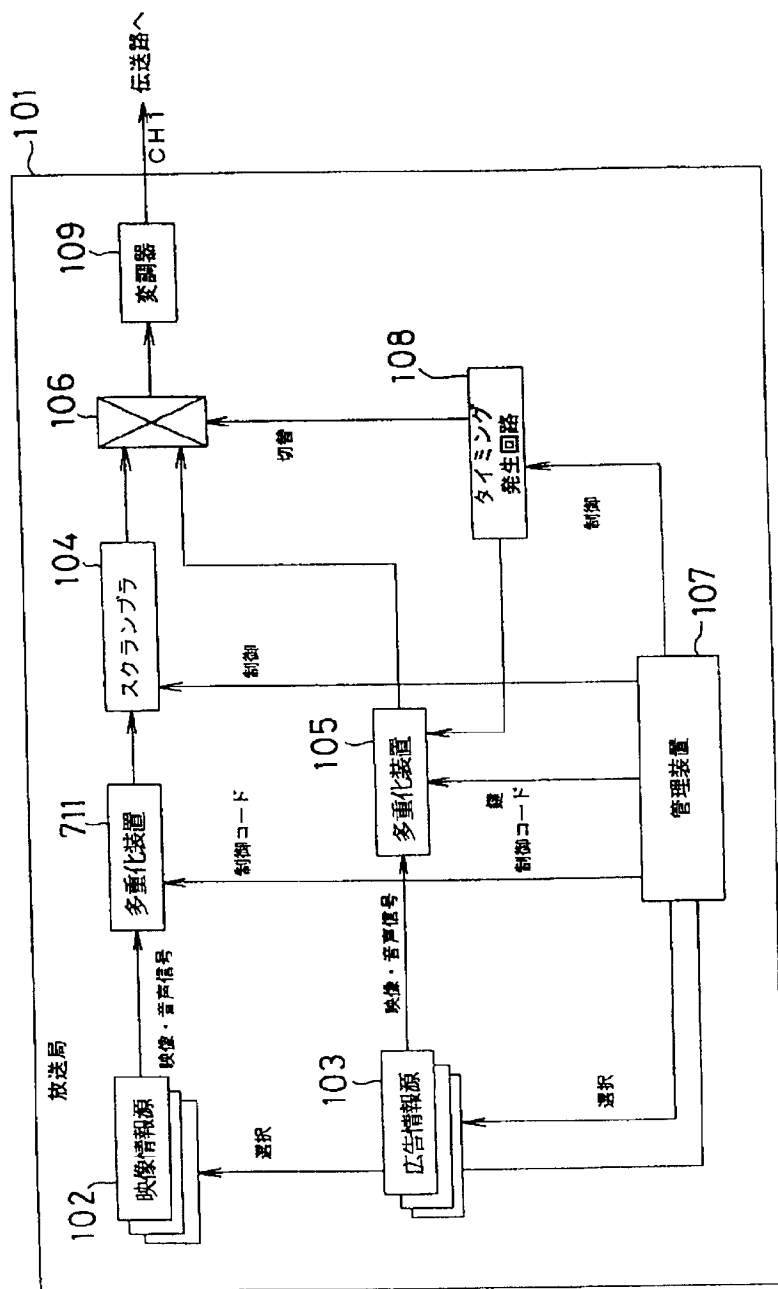 放送局
101
102
映像情報源
映像・音声信号
711
多重化装置
104
スクランブラ
106
109
変調器
CH1
伝送路へ
選択
制御コード
制御
切替
103
広告情報源
映像・音声信号
105
多重化装置
鍵
制御コード
108
タイミング
発生回路
制御
選択
107
管理装置